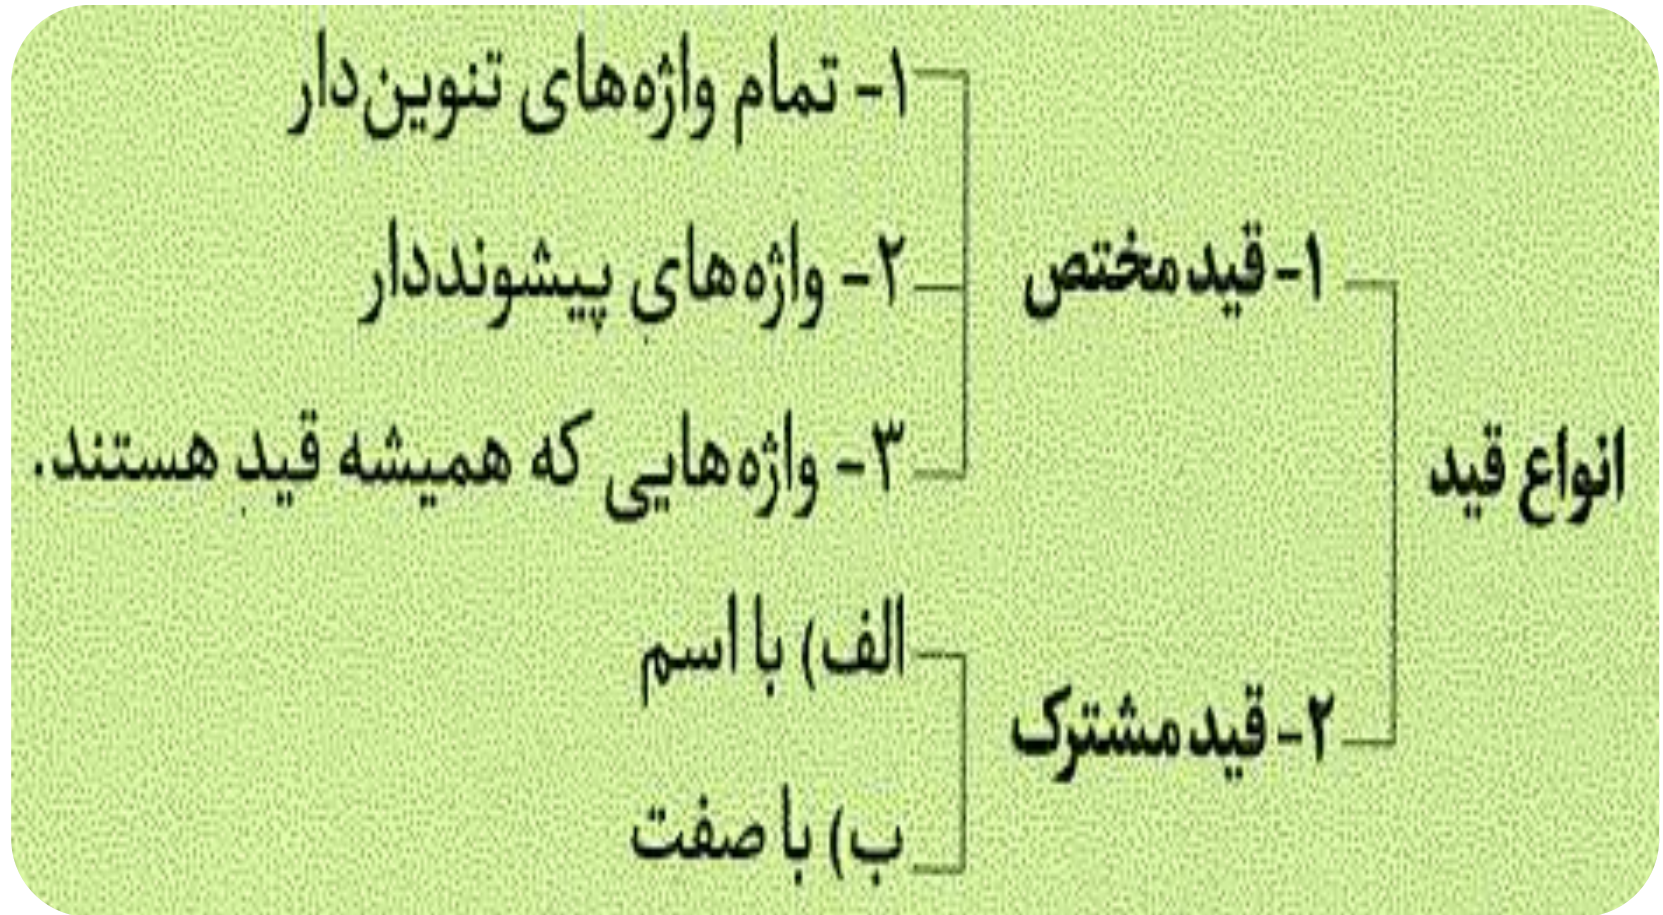 انواع قید
۱- قید مختص
۱- تمام واژه‌های تنوین‌دار
۲- واژه‌های پیشونددار
۳- واژه‌هایی که همیشه قید هستند.
۲- قید مشترک
الف) با اسم
ب) با صفت